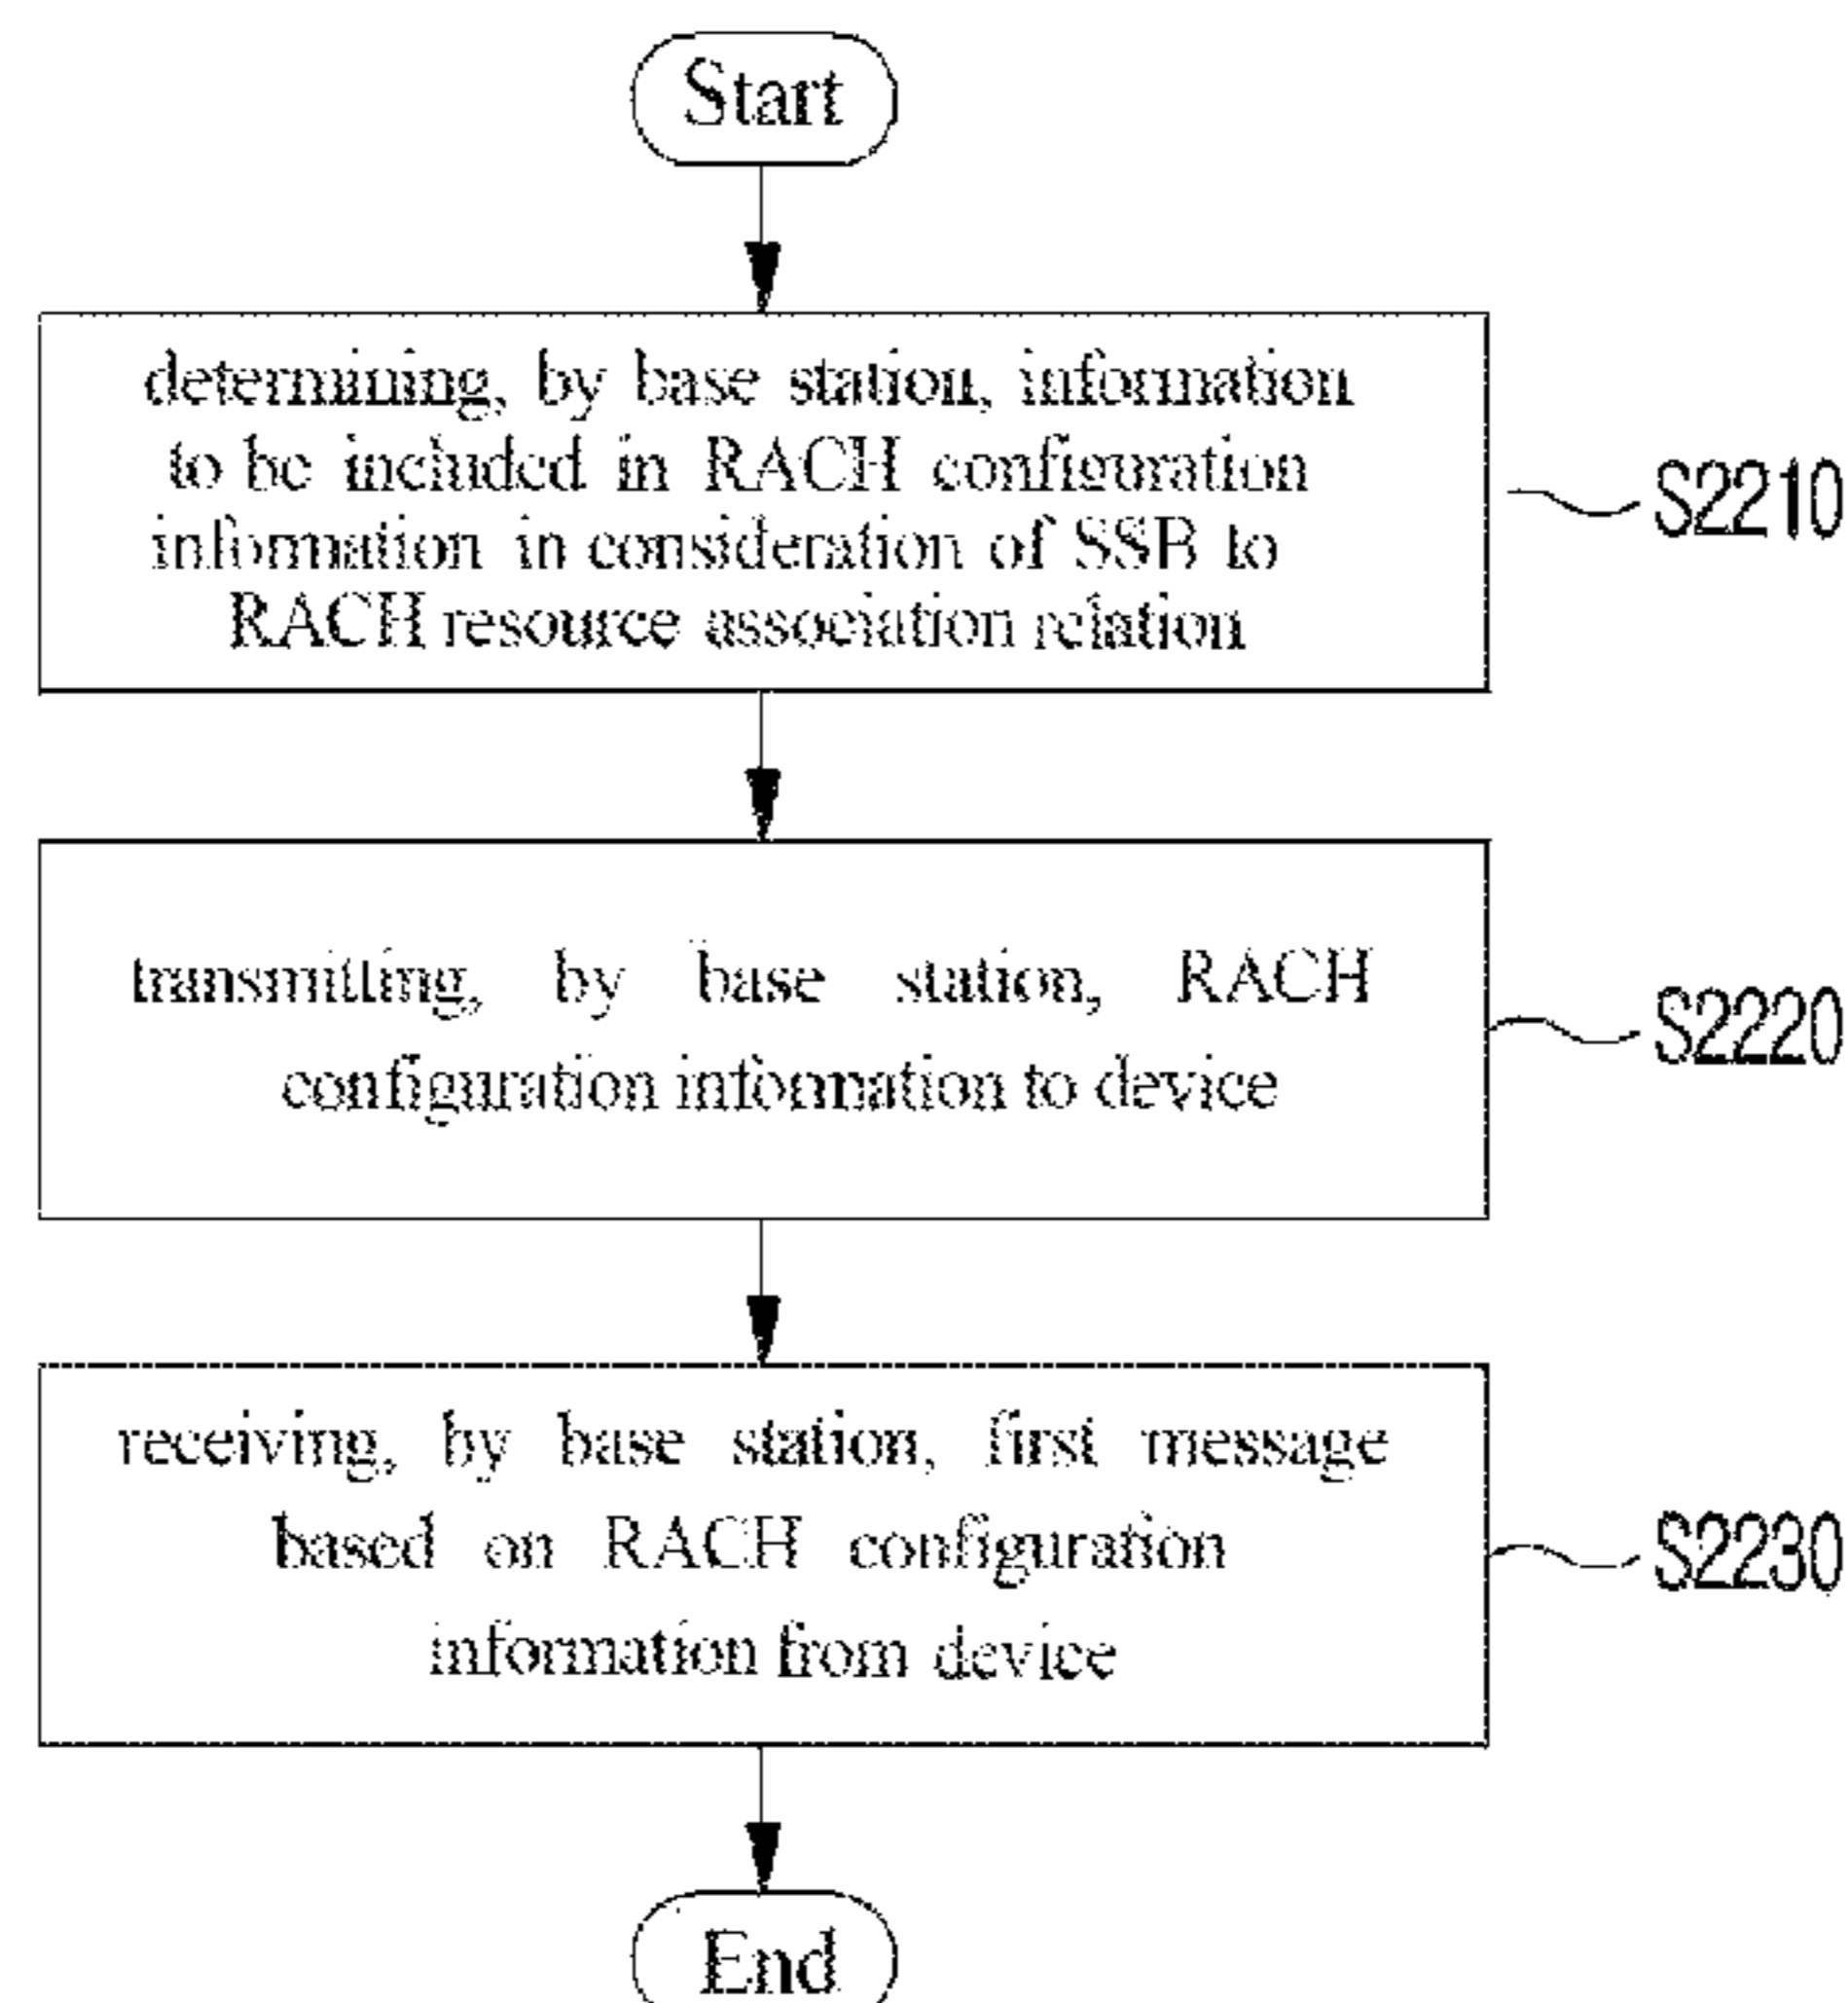 Start
determining, by base station, information
to be included in RACH configuration
information in consideration of SSB to
RACH resource association relation
S2210
transmitting, by base station, RACH
configuration information to device
S2220
receiving, by base station, first message
based on RACH configuration
information from device
S2230
End